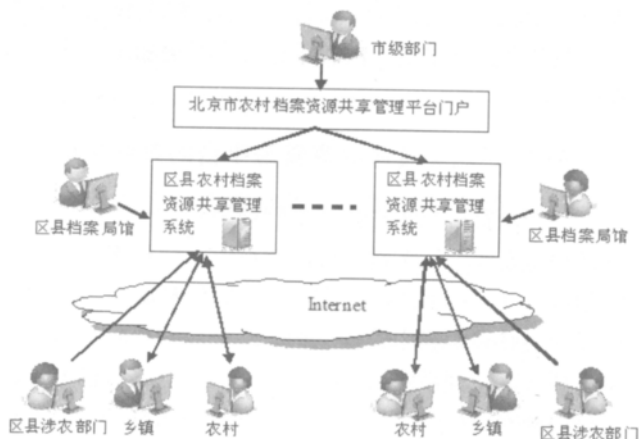 市级部门
北京市农村档案资源共享管理平台门户
区县农村档案
资源共享管理
系统
区县农村档案
资源共享管理
系统
区县档案局馆
区县档案局馆
Internet
区县涉农部门
乡镇
农村
农村
乡镇
区县涉农部门